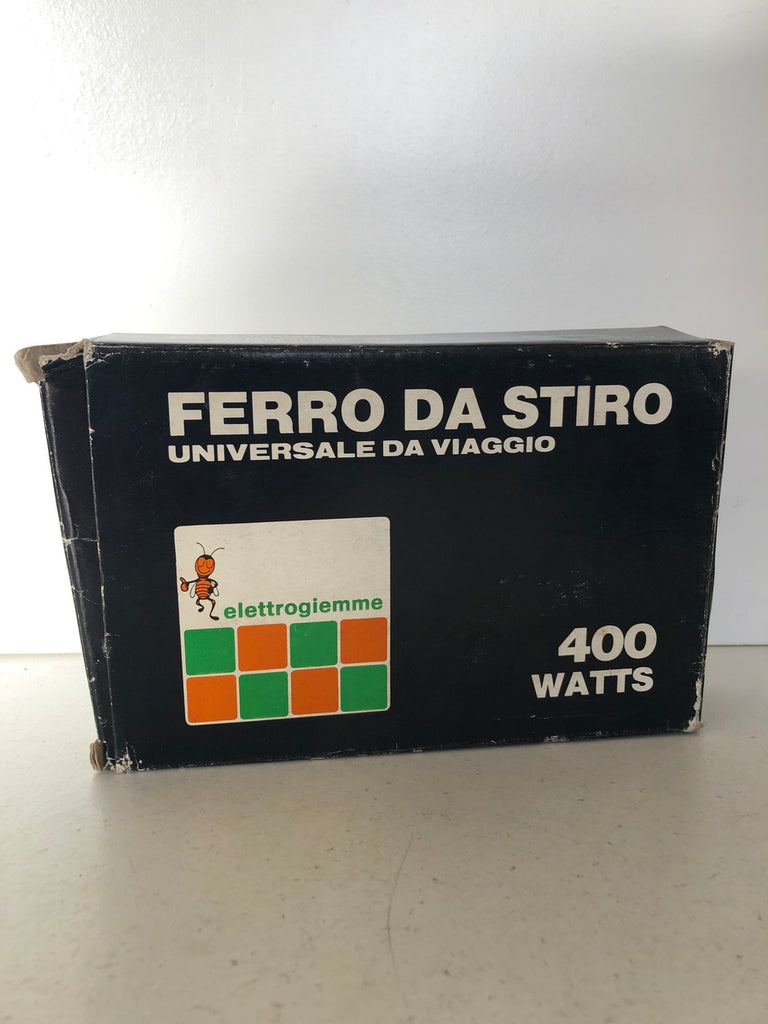 FERRO DA STIRO
UNIVERSALE DA VIAGGIO
elettrogiemme
400
WATTS